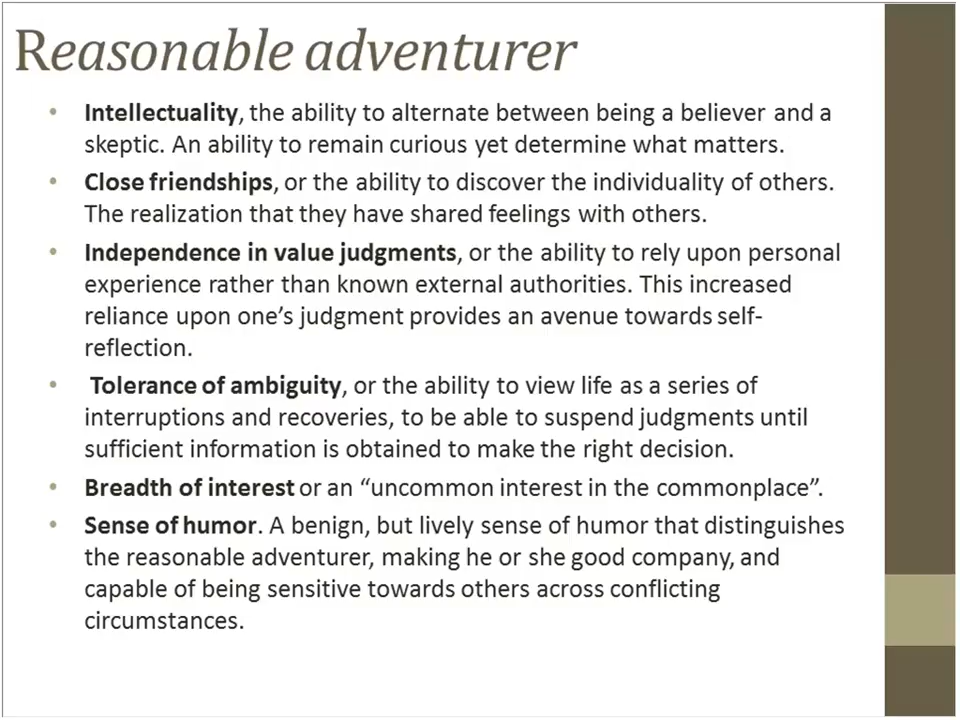 Reasonable adventurer
• Intellectuality, the ability to alternate between being a believer and a
skeptic. An ability to remain curious yet determine what matters.
• Close friendships, or the ability to discover the individuality of others.
The realization that they have shared feelings with others.
• Independence in value judgments, or the ability to rely upon personal
experience rather than known external authorities. This increased
reliance upon one’s judgment provides an avenue towards self-
reflection.
• Tolerance of ambiguity, or the ability to view life as a series of
interruptions and recoveries, to be able to suspend judgments until
sufficient information is obtained to make the right decision.
• Breadth of interest or an “uncommon interest in the commonplace”.
• Sense of humor. A benign, but lively sense of humor that distinguishes
the reasonable adventurer, making he or she good company, and
capable of being sensitive towards others across conflicting
circumstances.